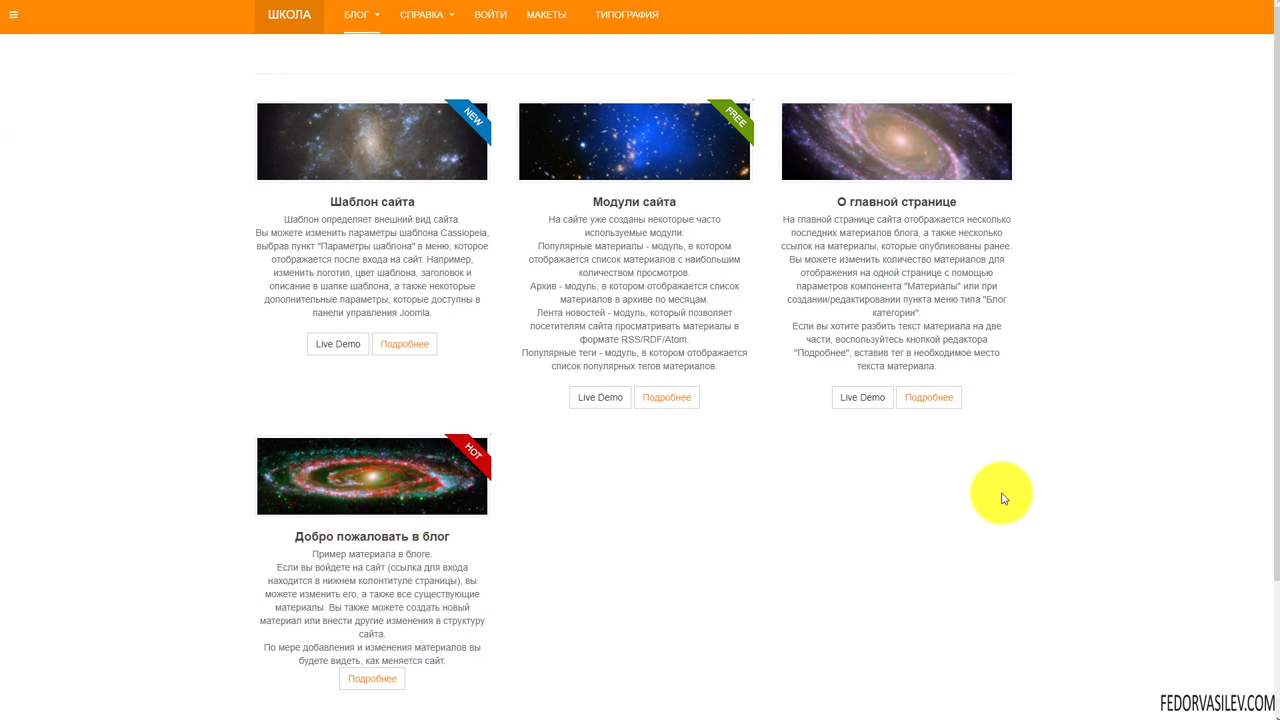 ШКОЛА
БЛОГ
СПРАВКА
ВОЙТИ
МАКЕТЫ
ТИПОГРАФИЯ
NEW
Шаблон сайта
Шаблон определяет внешний вид сайта.
Вы можете изменить параметры шаблона Cassiopeia,
выбрав пункт "Параметры шаблона" в меню, которое
отображается после входа на сайт. Например,
изменить логотип, цвет шаблона, заголовок и
описание в шапке шаблона, а также некоторые
дополнительные параметры, которые доступны в
панели управления Joomla.
Live Demo
Подробнее
FREE
Модули сайта
На сайте уже созданы некоторые часто
используемые модули:
Популярные материалы - модуль, в котором
отображается список материалов с наибольшим
количеством просмотров.
Архив - модуль, в котором отображается список
материалов в архиве по месяцам.
Лента новостей - модуль, который позволяет
посетителям сайта просматривать материалы в
формате RSS/RDF/Atom.
Популярные теги - модуль, в котором отображается
список популярных тегов материалов.
Live Demo
Подробнее
О главной странице
На главной странице сайта отображается несколько
последних материалов блога, а также несколько
ссылок на материалы, которые опубликованы ранее.
Вы можете изменить количество материалов для
отображения на одной странице с помощью
параметров компонента "Материалы" или при
создании/редактировании пункта меню типа "Блог
категории".
Если вы хотите разбить текст материала на две
части, воспользуйтесь кнопкой редактора
"Подробнее", вставив тег в необходимое место
текста материала.
Live Demo
Подробнее
HOT
Добро пожаловать в блог
Пример материала в блоге.
Если вы войдете на сайт (ссылка для входа
находится в нижнем колонтитуле страницы), вы
можете изменить его, а также все существующие
материалы. Вы также можете создать новый
материал или внести другие изменения в структуру
сайта.
По мере добавления и изменения материалов вы
будете видеть, как меняется сайт.
Подробнее
FEDORVASILEV.COM